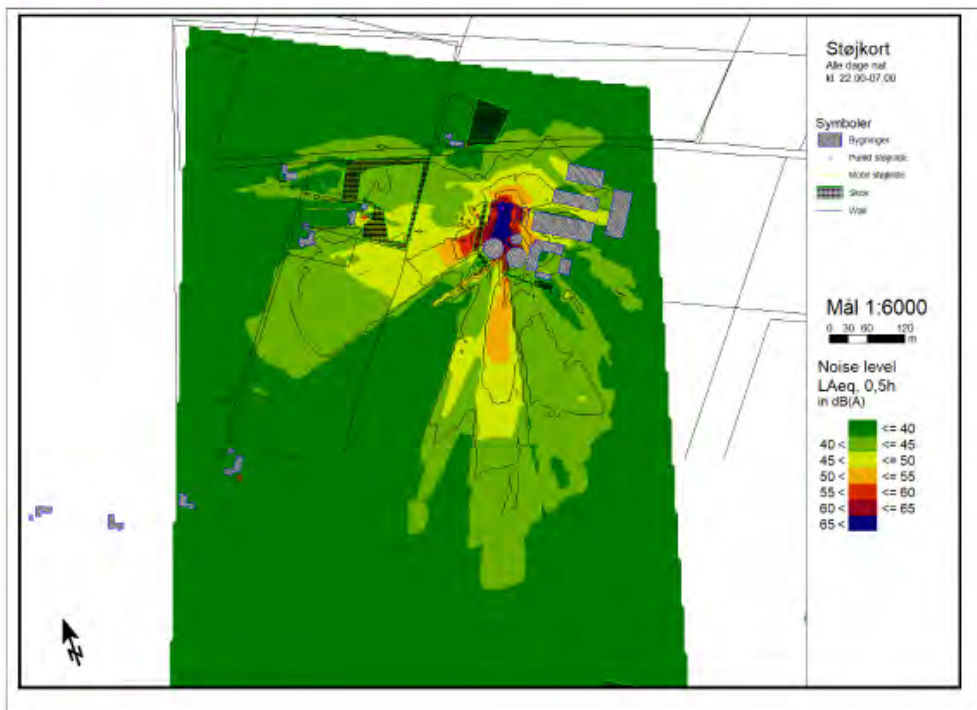 Støjkort
Alle dage nat
kl. 22.00-07.00
Symboler
Bygninger
Punkt støjkilde
Mobil støjkilde
Skov
Wall
Mål 1:6000
0 30 60 120
m
Noise level
LAeq, 0,5h
in dB(A)
<= 40
40 < <= 45
45 < <= 50
50 < <= 55
55 < <= 60
60 < <= 65
65 <
N